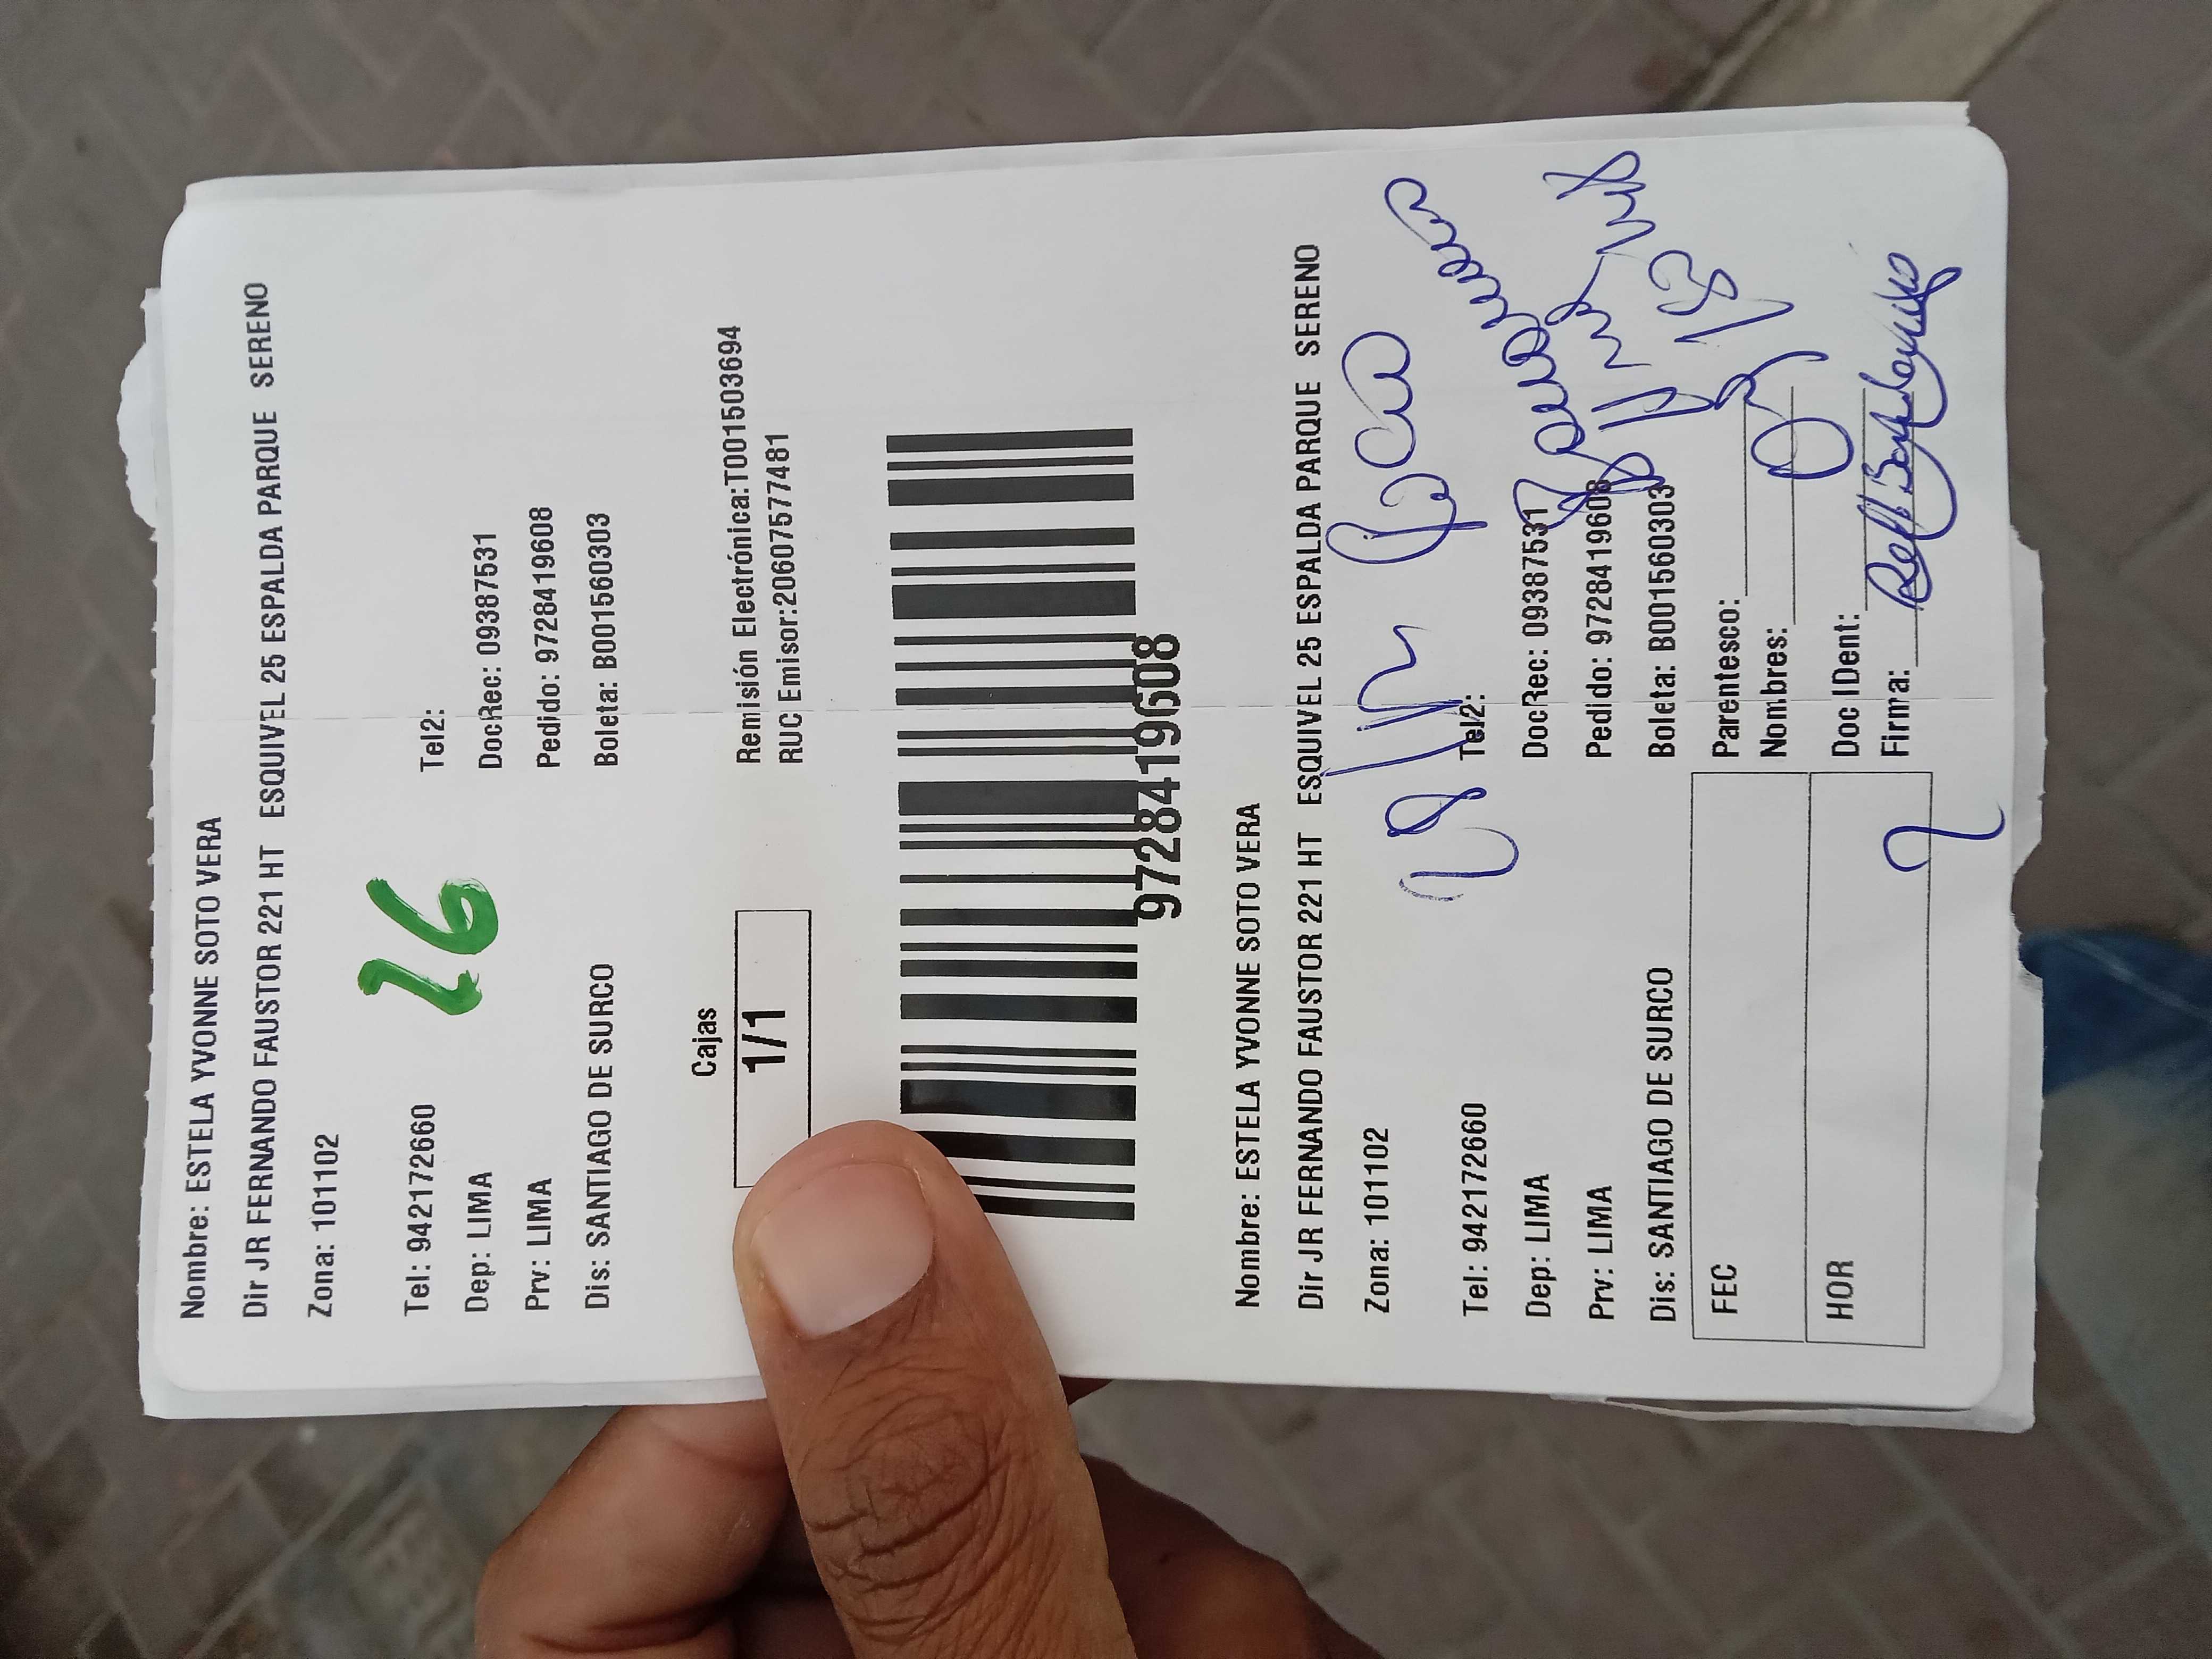 Nombre: ESTELA YVONNE SOTO VERA
Dir JR FERNANDO FAUSTOR 221 HT ESQUIVEL 25 ESPALDA PARQUE SERENO
Zona: 101102
16
Tel: 942172660 Tel2:
Dep: LIMA DocRec: 09387531
Prv: LIMA Pedido: 9728419608
Dis: SANTIAGO DE SURCO Boleta: B001560303
Cajas
1/1
Remisión Electrónica:T001503694
RUC Emisor:20607577481
9728419608
Nombre: ESTELA YVONNE SOTO VERA
Dir JR FERNANDO FAUSTOR 221 HT ESQUIVEL 25 ESPALDA PARQUE SERENO
Zona: 101102
Tel: 942172660 Tel2:
Dep: LIMA DocRec: 09387531
Prv: LIMA Pedido: 9728419608
Dis: SANTIAGO DE SURCO Boleta: B001560303
FEC
HOR
Parentesco:
Nombres:
Doc IDent:
Firma: